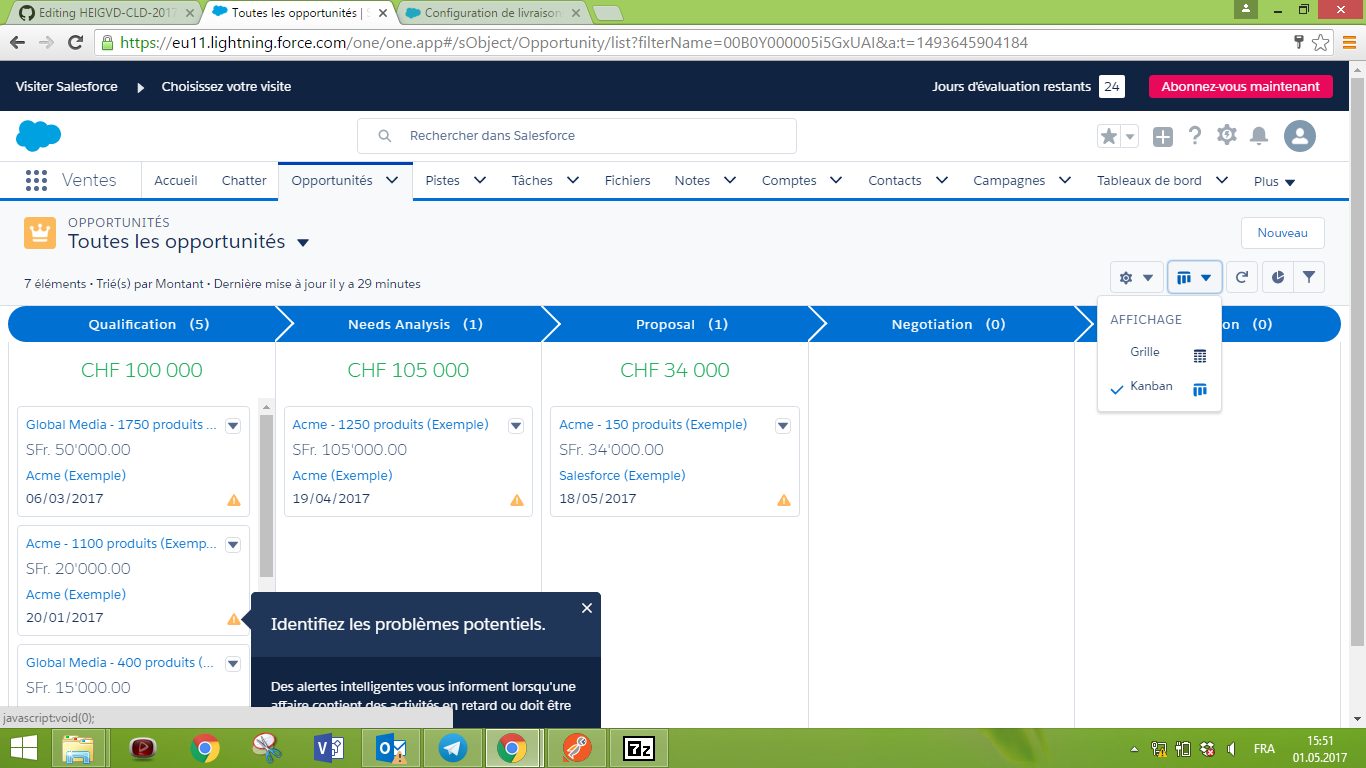 Editing HEIGVD-CLD-2017
Toutes les opportunités | S
Configuration de livraison
https://eu11.lightning.force.com/one/one.app#/sObject/Opportunity/list?filterName=00B0Y000005i5GxUAI&a:t=1493645904184
Visiter Salesforce Choisissez votre visite Jours d'évaluation restants 24 Abonnez-vous maintenant
Rechercher dans Salesforce
Ventes Accueil Chatter Opportunités Pistes Tâches Fichiers Notes Comptes Contacts Campagnes Tableaux de bord Plus
OPPORTUNITÉS
Toutes les opportunités
Nouveau
7 éléments • Trié(s) par Montant • Dernière mise à jour il y a 29 minutes
AFFICHAGE
Grille
Kanban
Qualification (5) Needs Analysis (1) Proposal (1) Negotiation (0) on (0)
CHF 100 000 CHF 105 000 CHF 34 000
Global Media - 1750 produits ...
SFr. 50'000.00
Acme (Exemple)
06/03/2017
Acme - 1250 produits (Exemple)
SFr. 105'000.00
Acme (Exemple)
19/04/2017
Acme - 150 produits (Exemple)
SFr. 34'000.00
Salesforce (Exemple)
18/05/2017
Acme - 1100 produits (Exemp...
SFr. 20'000.00
Acme (Exemple)
20/01/2017
Global Media - 400 produits (...
SFr. 15'000.00
Identifiez les problèmes potentiels.
Des alertes intelligentes vous informent lorsqu'une
affaire contient des activités en retard ou doit être
javascript:void(0);
7z
FRA
15:51
01.05.2017